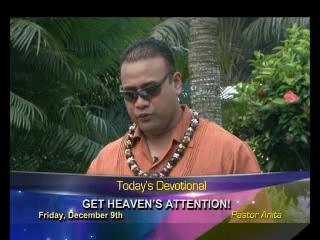 Today's Devotional
GET HEAVEN'S ATTENTION!
Friday, December 9th
Pastor Anita